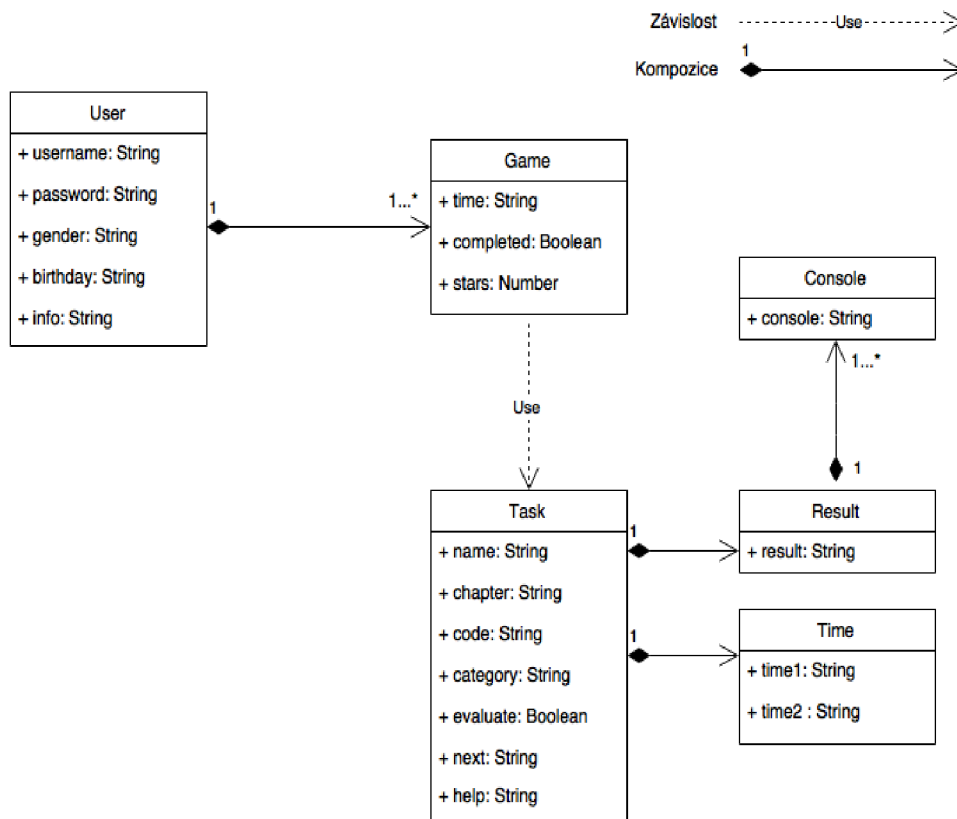 Závislost
Use
1
Kompozice
User
+ username: String
+ password: String
+ gender: String
+ birthday: String
+ info: String
1
1...*
Game
+ time: String
+ completed: Boolean
+ stars: Number
Use
Console
+ console: String
1...*
1
Task
+ name: String
+ chapter: String
+ code: String
+ category: String
+ evaluate: Boolean
+ next: String
+ help: String
1
Result
+ result: String
1
Time
+ time1: String
+ time2 : String